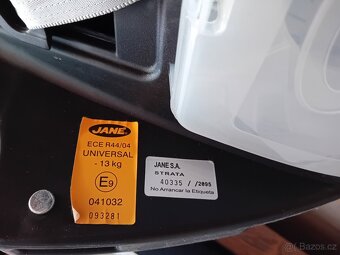 JANE
ECE R44/04
UNIVERSAL
- 13 kg
E9
041032
093281
JANE S.A.
STRATA
40335 / /2005
No Arrancar la Etiqueta
Bazos.cz